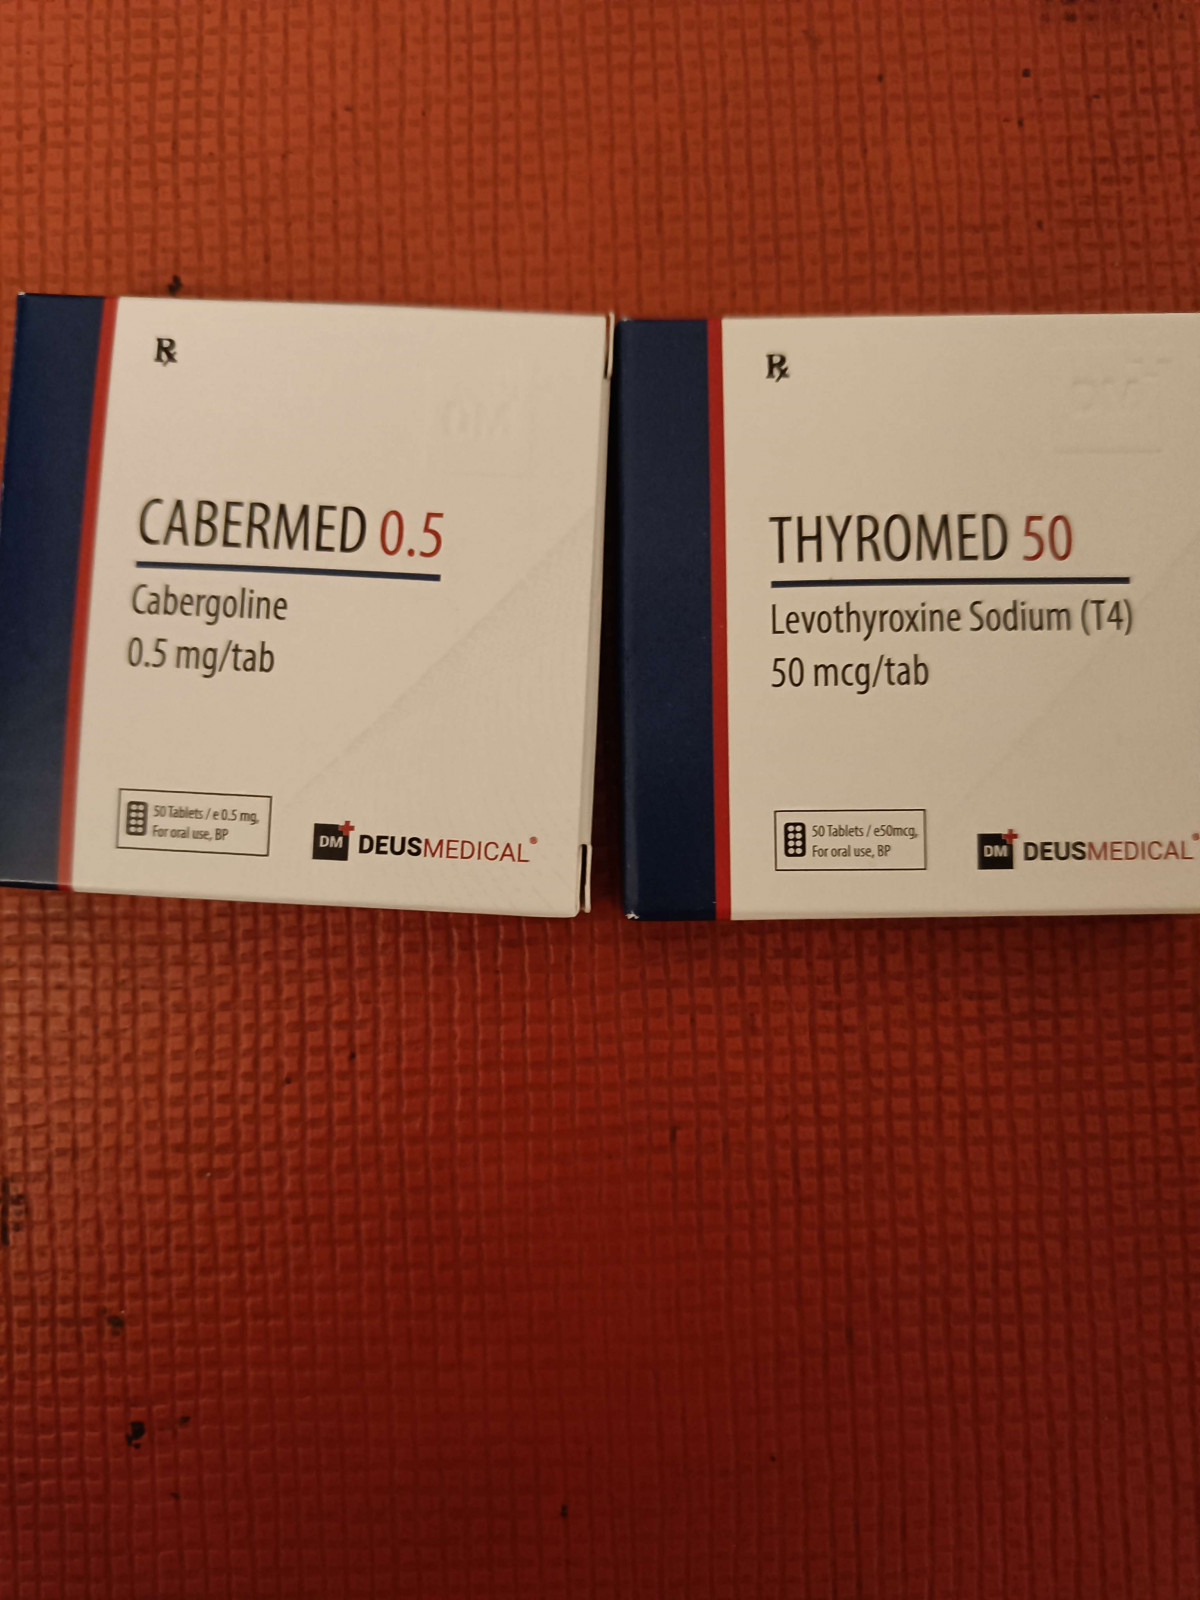 ℞
CABERMED 0.5
Cabergoline
0.5 mg/tab
50 Tablets / e 0.5 mg,
For oral use, BP
DM DEUSMEDICAL®
℞
THYROMED 50
Levothyroxine Sodium (T4)
50 mcg/tab
50 Tablets / e50mcg,
For oral use, BP
DM DEUSMEDICAL®